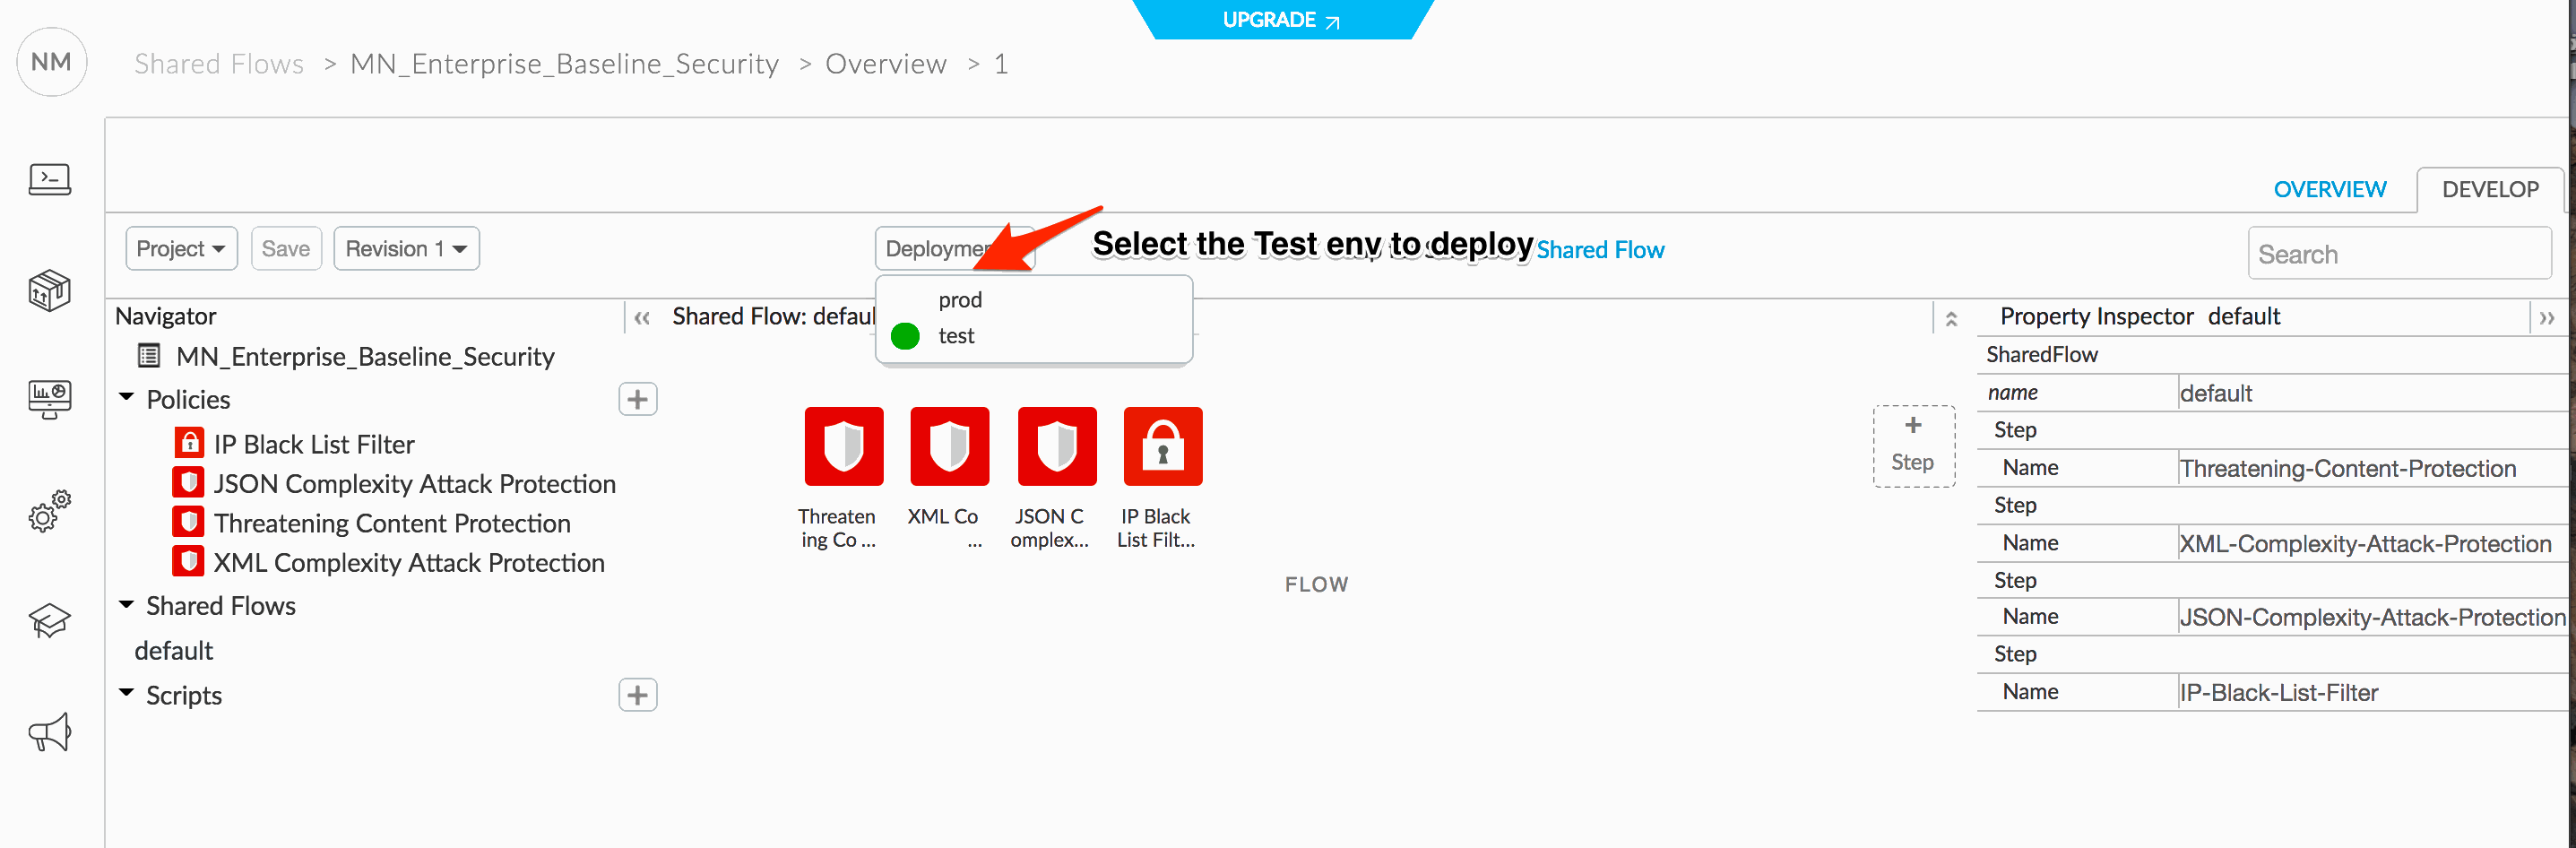 UPGRADE
NM
Shared Flows > MN_Enterprise_Baseline_Security > Overview > 1
OVERVIEW
DEVELOP
Project
Save
Revision 1
Select the Test env to deploy
Shared Flow
Search
prod
test
Navigator
Shared Flow:
Property Inspector default
MN_Enterprise_Baseline_Security
SharedFlow
Policies
name default
IP Black List Filter
Step
JSON Complexity Attack Protection
Name Threatening-Content-Protection
Threatening Content Protection
Step
XML Complexity Attack Protection
Name XML-Complexity-Attack-Protection
Shared Flows
Step
default
Name JSON-Complexity-Attack-Protection
Scripts
Step
Name IP-Black-List-Filter
Threaten
ing Co ...
XML Co
...
JSON C
omplex...
IP Black
List Filt...
+
Step
FLOW